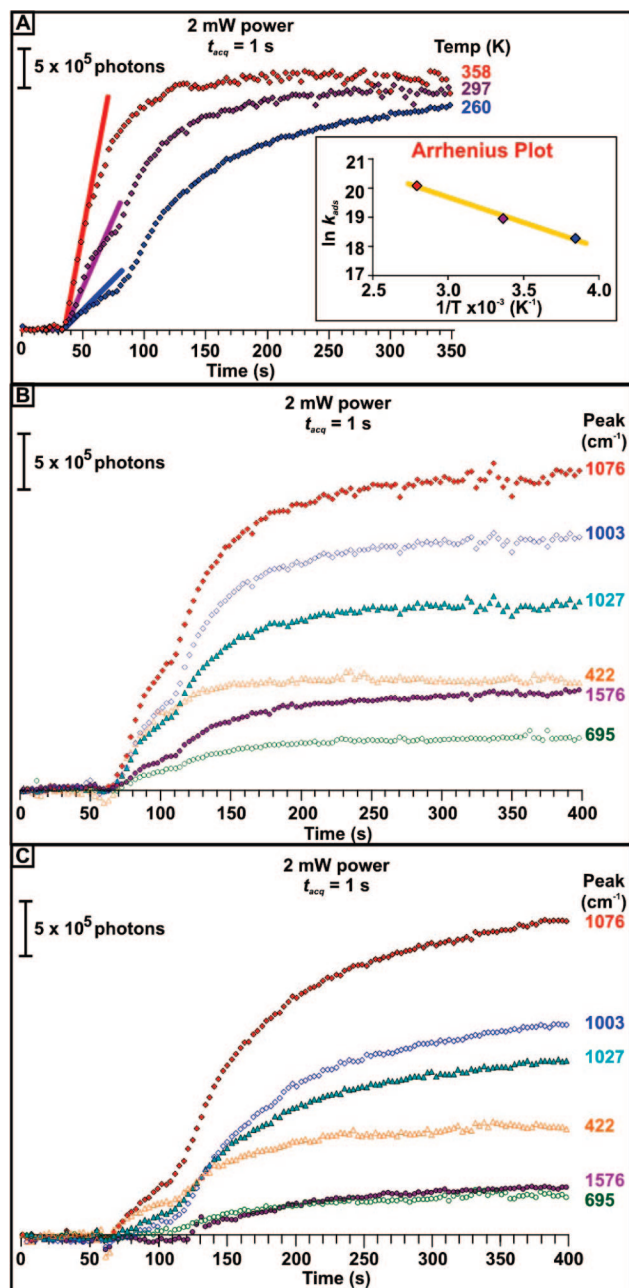 A
2 mW power
t_acq = 1 s
5 x 10^5 photons
Temp (K)
358
297
260
Arrhenius Plot
ln k_ads
21
20
19
18
17
2.5 3.0 3.5 4.0
1/T x10^-3 (K^-1)
0 50 100 150 200 250 300 350
Time (s)
B
2 mW power
t_acq = 1 s
5 x 10^5 photons
Peak
(cm^-1)
1076
1003
1027
422
1576
695
0 50 100 150 200 250 300 350 400
Time (s)
C
2 mW power
t_acq = 1 s
5 x 10^5 photons
Peak
(cm^-1)
1076
1003
1027
422
1576
695
0 50 100 150 200 250 300 350 400
Time (s)